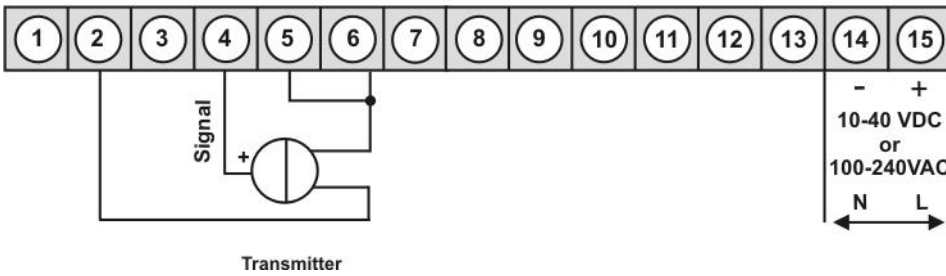 1 2 3 4 5 6 7 8 9 10 11 12 13 14 15
- +
Signal
+
10-40 VDC
or
100-240VAC
N L
Transmitter